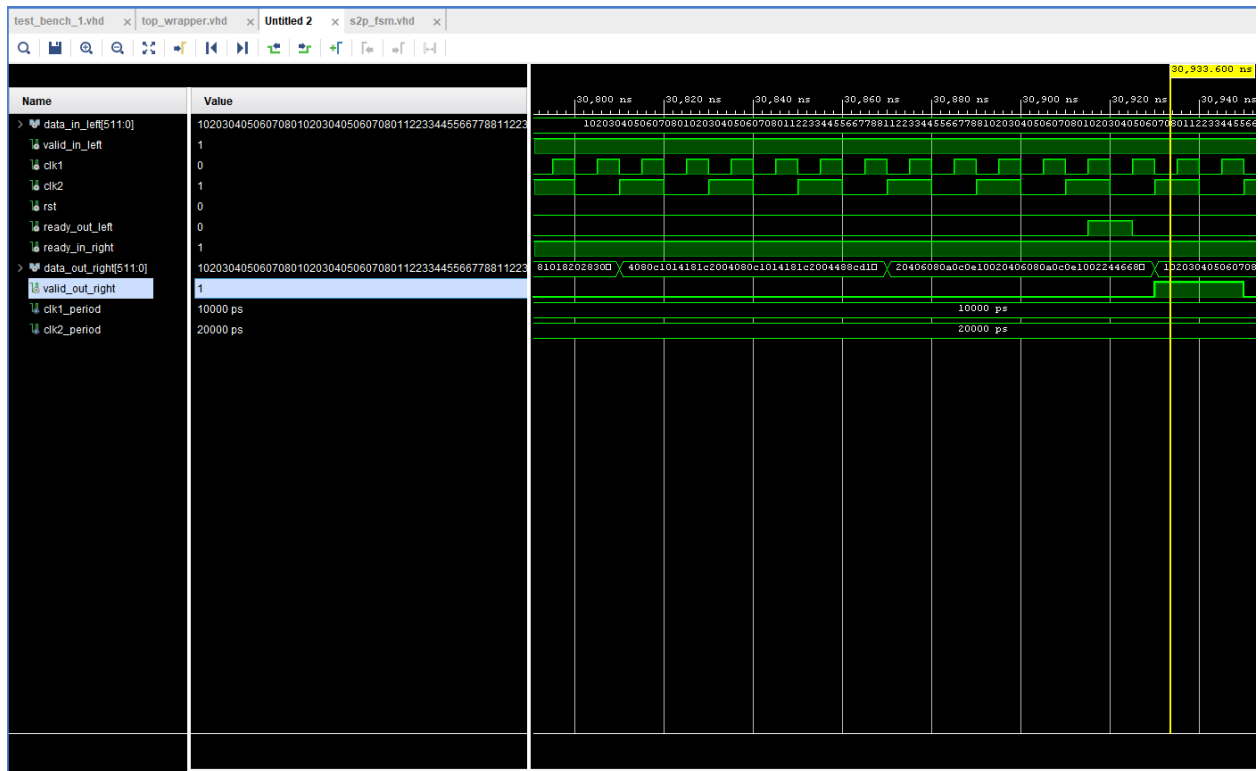 test_bench_1.vhd × top_wrapper.vhd × Untitled 2 × s2p_fsm.vhd ×
30,933.600 ns
Name Value 30,800 ns 30,820 ns 30,840 ns 30,860 ns 30,880 ns 30,900 ns 30,920 ns 30,940 ns
data_in_left[511:0] 10203040506070801020304050607080112233445566778811223
valid_in_left 1
clk1 0
clk2 1
rst 0
ready_out_left 0
ready_in_right 1
data_out_right[511:0] 10203040506070801020304050607080112233445566778811223 81018202830 4080c1014181c2004080c1014181c2004488cd1 20406080a0c0e10020406080a0c0e1002244668 102030405060708
valid_out_right 1
clk1_period 10000 ps 10000 ps
clk2_period 20000 ps 20000 ps